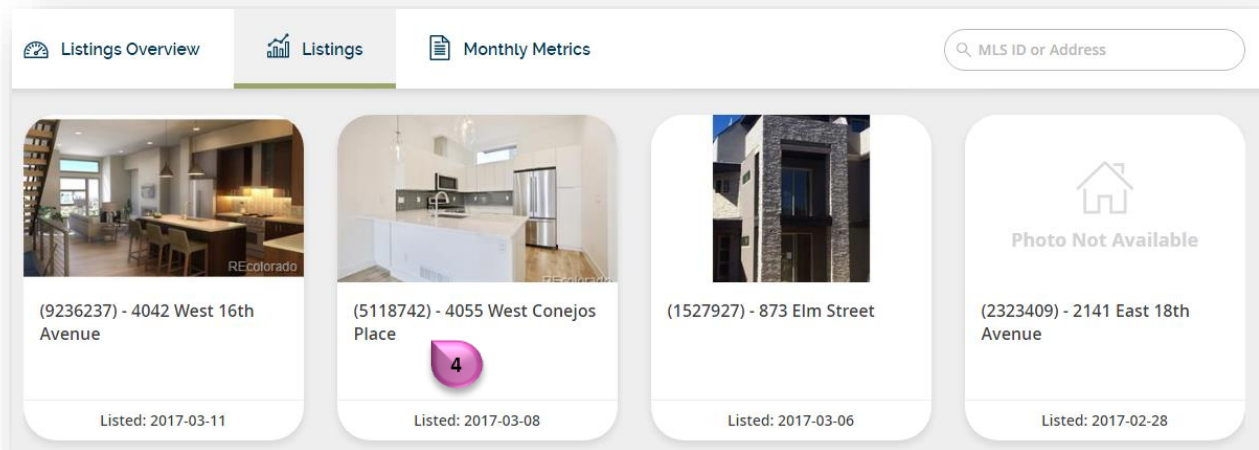 Listings Overview
Listings
Monthly Metrics
MLS ID or Address
REcolorado
REcolorado
Photo Not Available
(9236237) - 4042 West 16th
Avenue
(5118742) - 4055 West Conejos
Place
(1527927) - 873 Elm Street
(2323409) - 2141 East 18th
Avenue
4
Listed: 2017-03-11
Listed: 2017-03-08
Listed: 2017-03-06
Listed: 2017-02-28